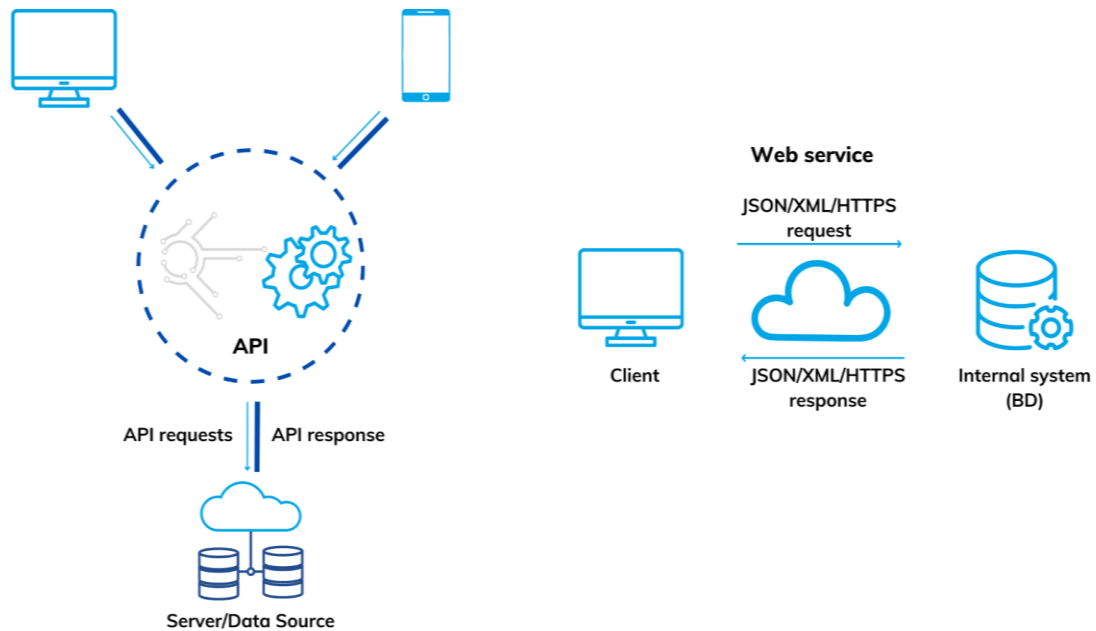 API
API requests
API response
Server/Data Source
Web service
JSON/XML/HTTPS
request
Client
JSON/XML/HTTPS
response
Internal system
(BD)